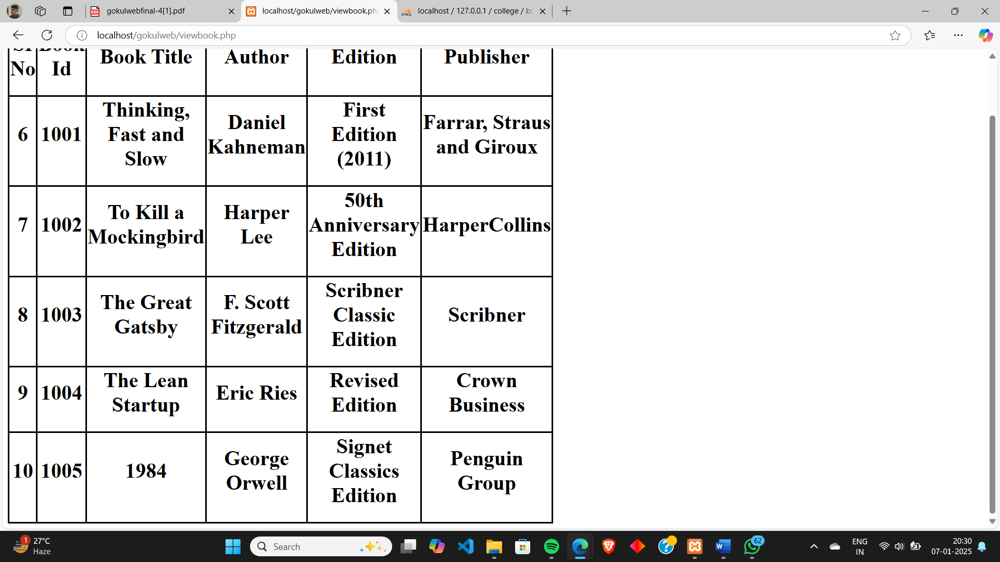 gokulwebfinal-4[1].pdf
localhost/gokulweb/viewbook.php
localhost / 127.0.0.1 / college / bo
localhost/gokulweb/viewbook.php
Sl No
Book Id
Book Title
Author
Edition
Publisher
6
1001
Thinking,
Fast and
Slow
Daniel
Kahneman
First
Edition
(2011)
Farrar, Straus
and Giroux
7
1002
To Kill a
Mockingbird
Harper
Lee
50th
Anniversary
Edition
HarperCollins
8
1003
The Great
Gatsby
F. Scott
Fitzgerald
Scribner
Classic
Edition
Scribner
9
1004
The Lean
Startup
Eric Ries
Revised
Edition
Crown
Business
10
1005
1984
George
Orwell
Signet
Classics
Edition
Penguin
Group
1
27°C
Haze
Search
62
ENG
IN
20:30
07-01-2025